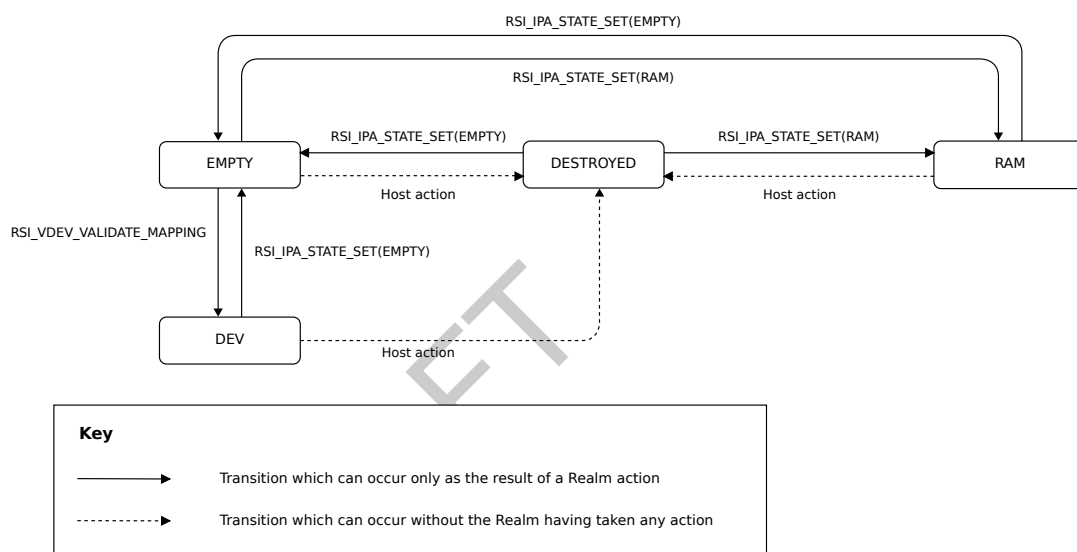 RSI_IPA_STATE_SET(EMPTY)
RSI_IPA_STATE_SET(RAM)
RSI_IPA_STATE_SET(EMPTY)
RSI_IPA_STATE_SET(RAM)
EMPTY
DESTROYED
RAM
Host action
Host action
RSI_VDEV_VALIDATE_MAPPING
RSI_IPA_STATE_SET(EMPTY)
DEV
Host action
Key
Transition which can occur only as the result of a Realm action
Transition which can occur without the Realm having taken any action